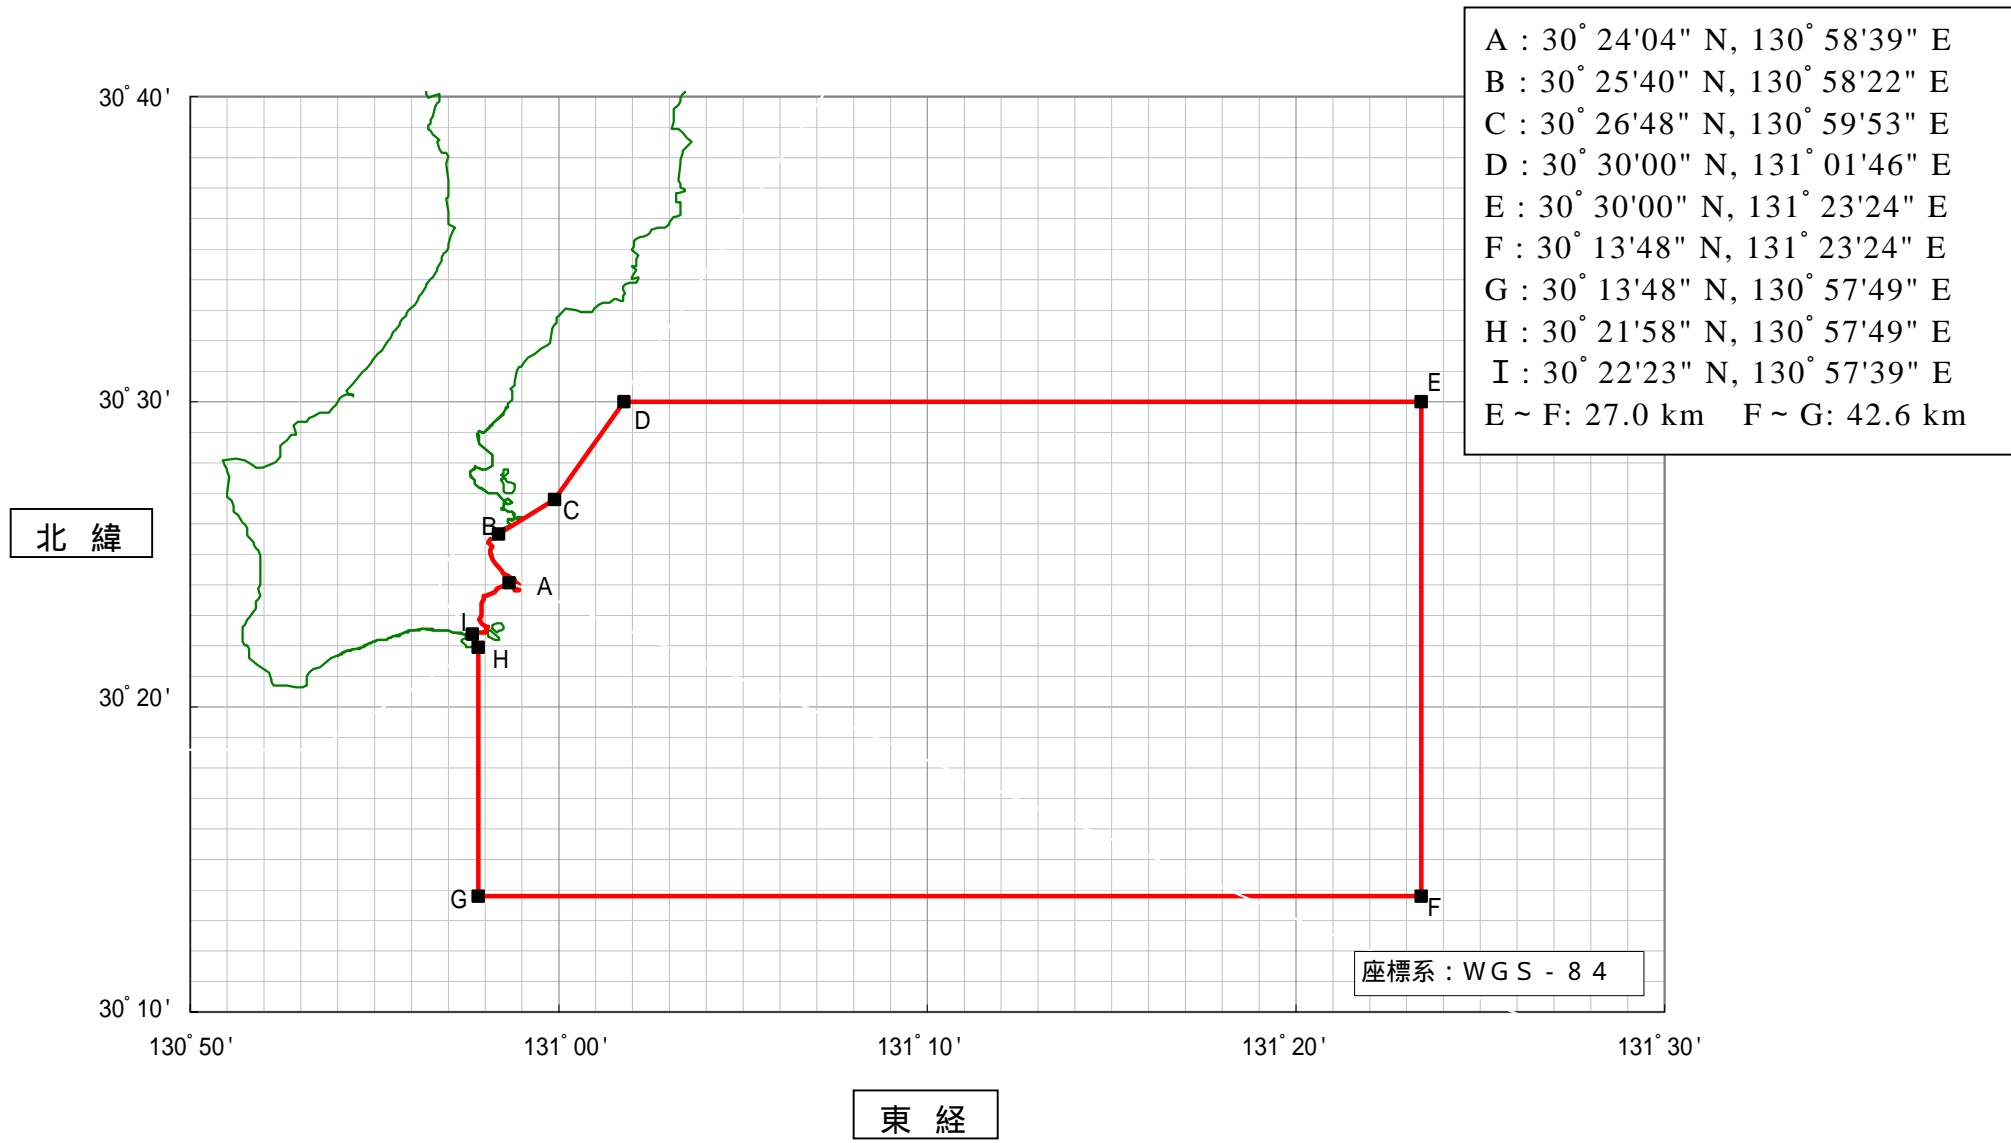 A : 30° 24'04" N, 130° 58'39" E
B : 30° 25'40" N, 130° 58'22" E
C : 30° 26'48" N, 130° 59'53" E
D : 30° 30'00" N, 131° 01'46" E
E : 30° 30'00" N, 131° 23'24" E
F : 30° 13'48" N, 131° 23'24" E
G : 30° 13'48" N, 130° 57'49" E
H : 30° 21'58" N, 130° 57'49" E
I : 30° 22'23" N, 130° 57'39" E
E ~ F: 27.0 km F ~ G: 42.6 km
30° 40'
30° 30'
30° 20'
30° 10'
北 緯
E
D
C
B
A
I
H
G
F
座標系：WGS-84
130° 50'
131° 00'
131° 10'
131° 20'
131° 30'
東 経